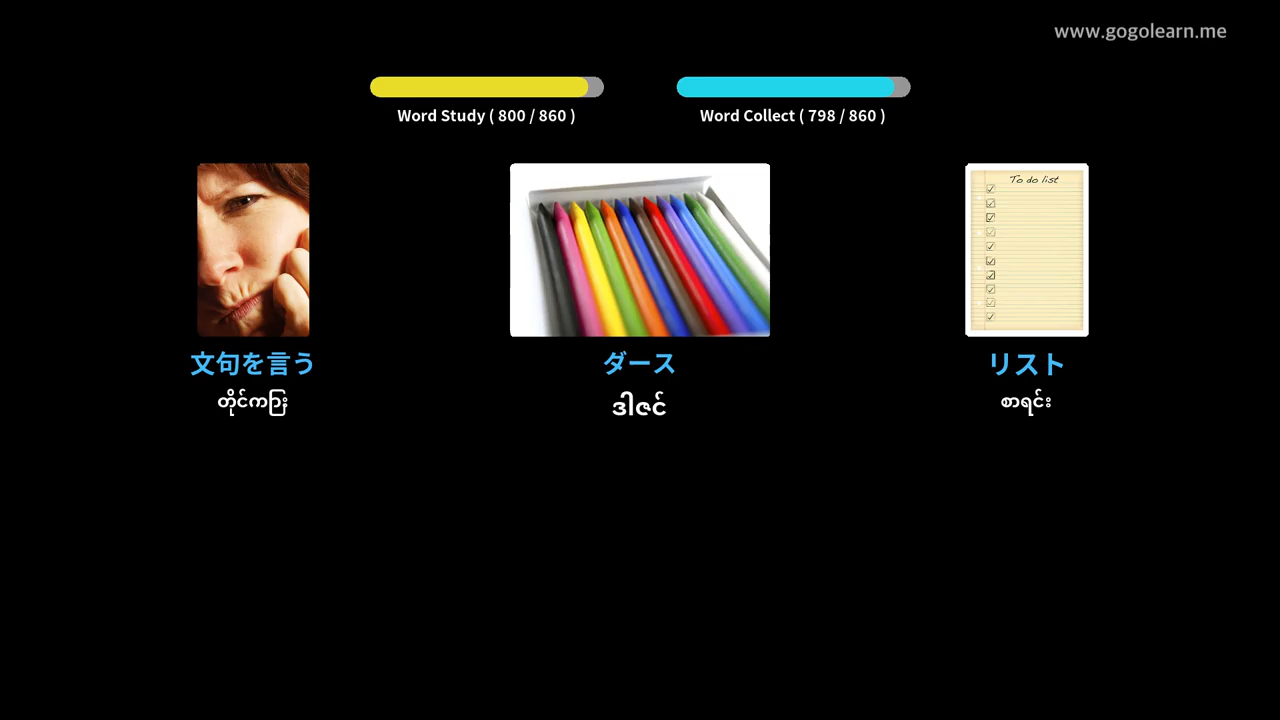 www.gogolearn.me
Word Study ( 800 / 860 )
Word Collect ( 798 / 860 )
To do list
文句を言う
ダース
リスト
တိုင်ကြား
ဒါဇင်
စာရင်း